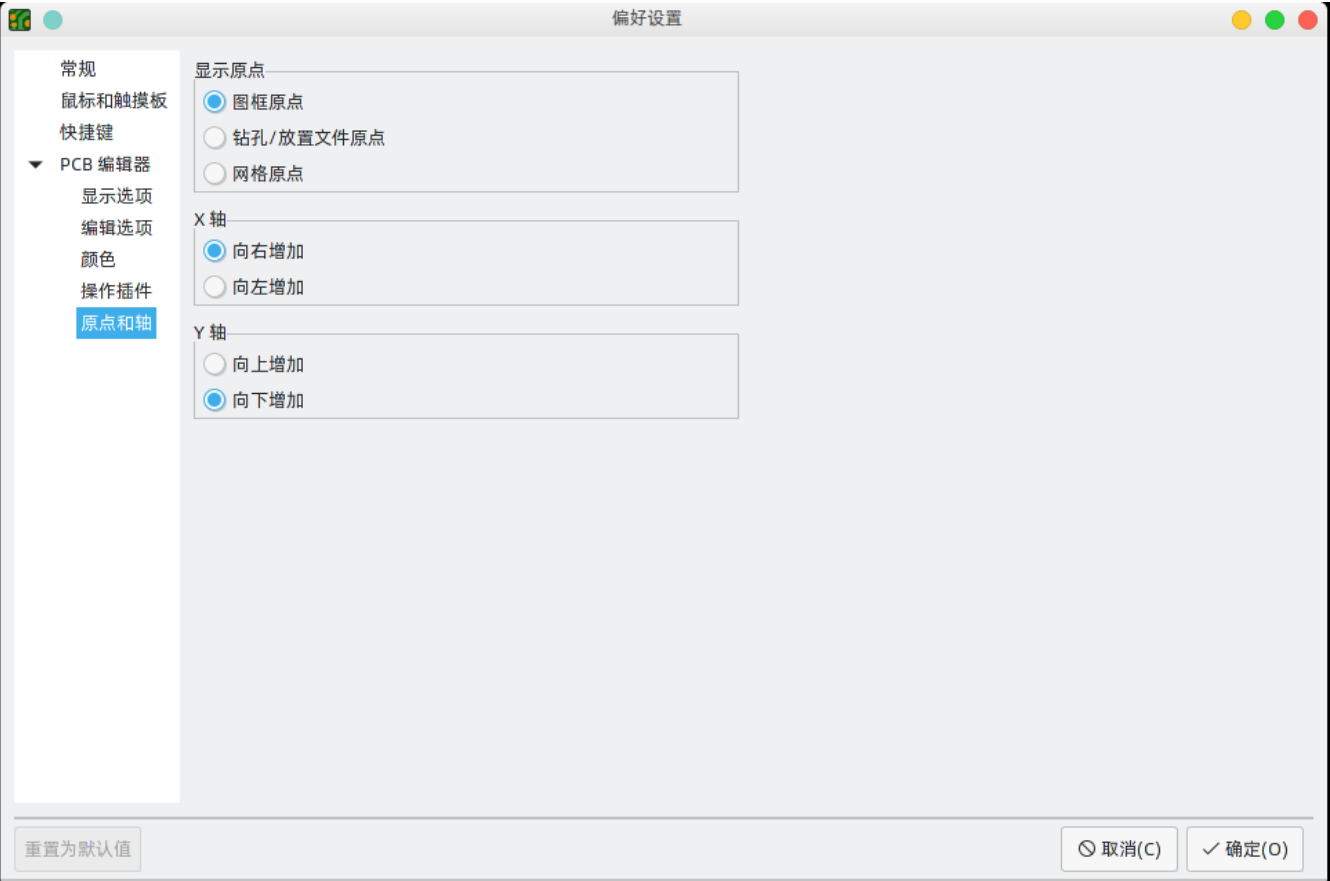 偏好设置
常规
鼠标和触摸板
快捷键
PCB 编辑器
显示选项
编辑选项
颜色
操作插件
原点和轴
显示原点
图框原点
钻孔/放置文件原点
网格原点
X 轴
向右增加
向左增加
Y 轴
向上增加
向下增加
重置为默认值
取消(C)
确定(O)